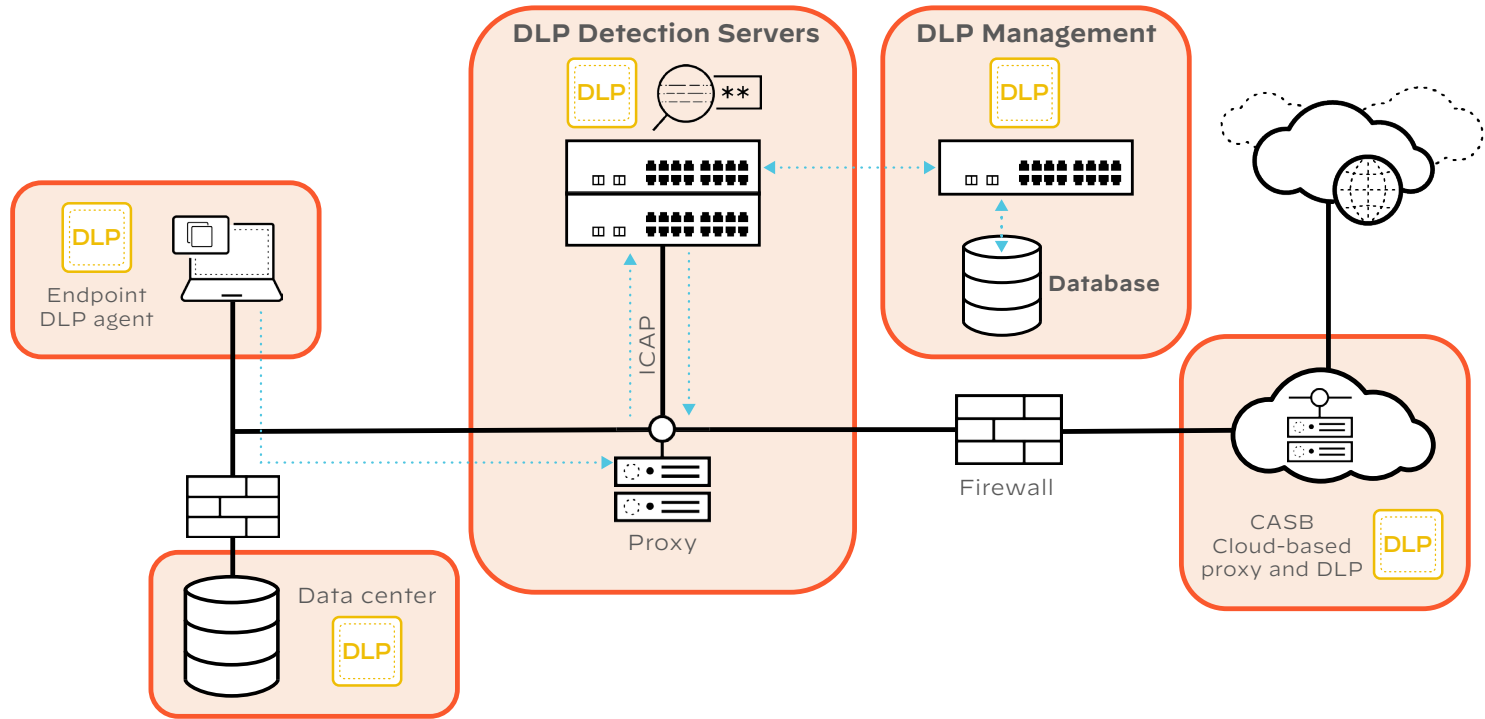 DLP Detection Servers
DLP
**
DLP Management
DLP
DLP
Endpoint
DLP agent
Database
ICAP
Firewall
Proxy
CASB
Cloud-based
proxy and DLP
DLP
Data center
DLP